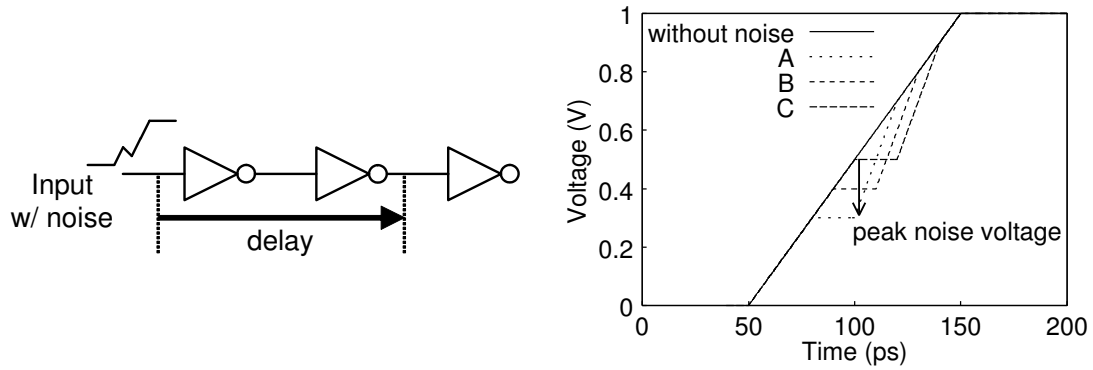 Input
w/ noise
delay
1
0.8
0.6
0.4
0.2
0
Voltage (V)
without noise
A
B
C
peak noise voltage
0
50
100
150
200
Time (ps)